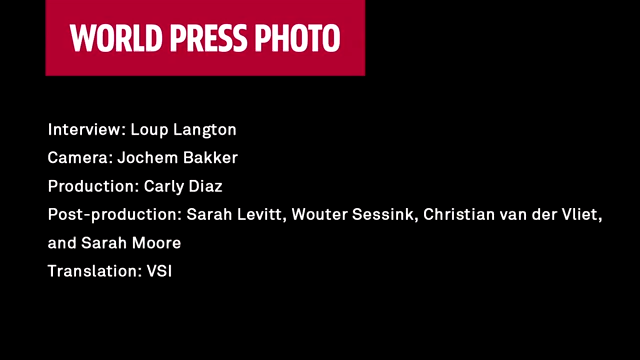 WORLD PRESS PHOTO
Interview: Loup Langton
Camera: Jochem Bakker
Production: Carly Diaz
Post-production: Sarah Levitt, Wouter Sessink, Christian van der Vliet,
and Sarah Moore
Translation: VSI